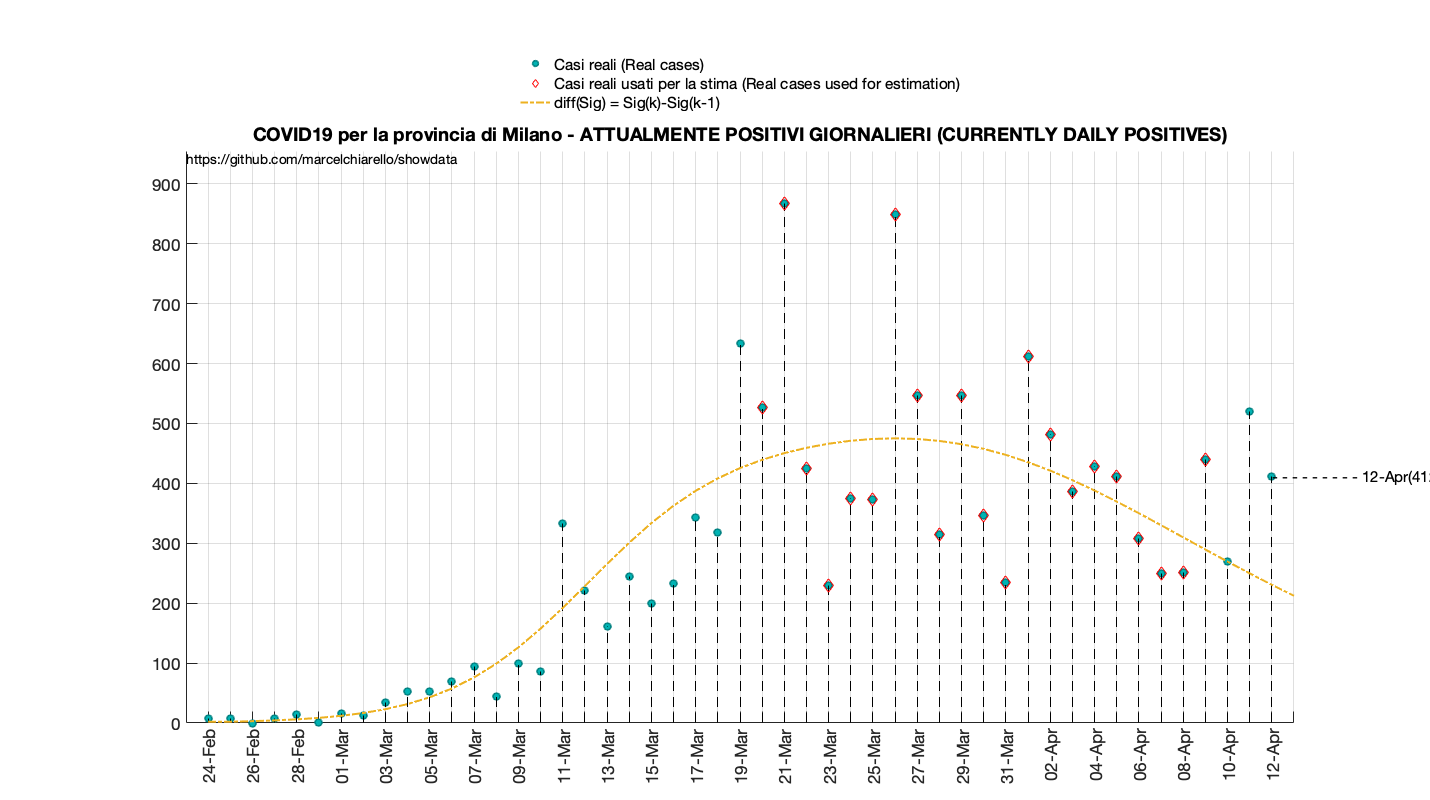 Casi reali (Real cases)
Casi reali usati per la stima (Real cases used for estimation)
diff(Sig) = Sig(k)-Sig(k-1)
COVID19 per la provincia di Milano - ATTUALMENTE POSITIVI GIORNALIERI (CURRENTLY DAILY POSITIVES)
https://github.com/marcelchiarello/showdata
900
800
700
600
500
400
300
200
100
0
12-Apr(412
24-Feb
26-Feb
28-Feb
01-Mar
03-Mar
05-Mar
07-Mar
09-Mar
11-Mar
13-Mar
15-Mar
17-Mar
19-Mar
21-Mar
23-Mar
25-Mar
27-Mar
29-Mar
31-Mar
02-Apr
04-Apr
06-Apr
08-Apr
10-Apr
12-Apr